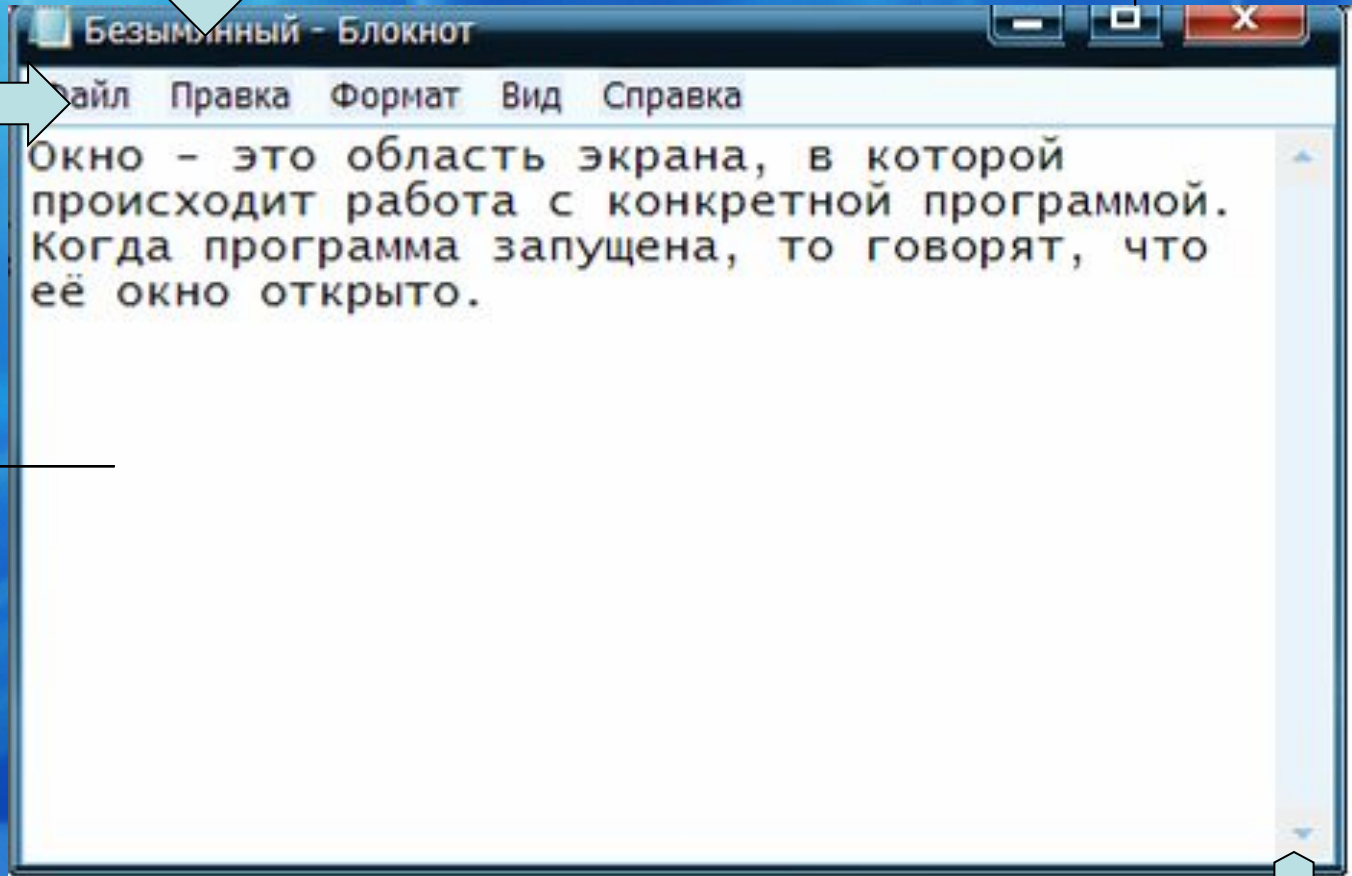 Безымянный - Блокнот
Файл Правка Формат Вид Справка
Окно – это область экрана, в которой
происходит работа с конкретной программой.
Когда программа запущена, то говорят, что
её окно открыто.